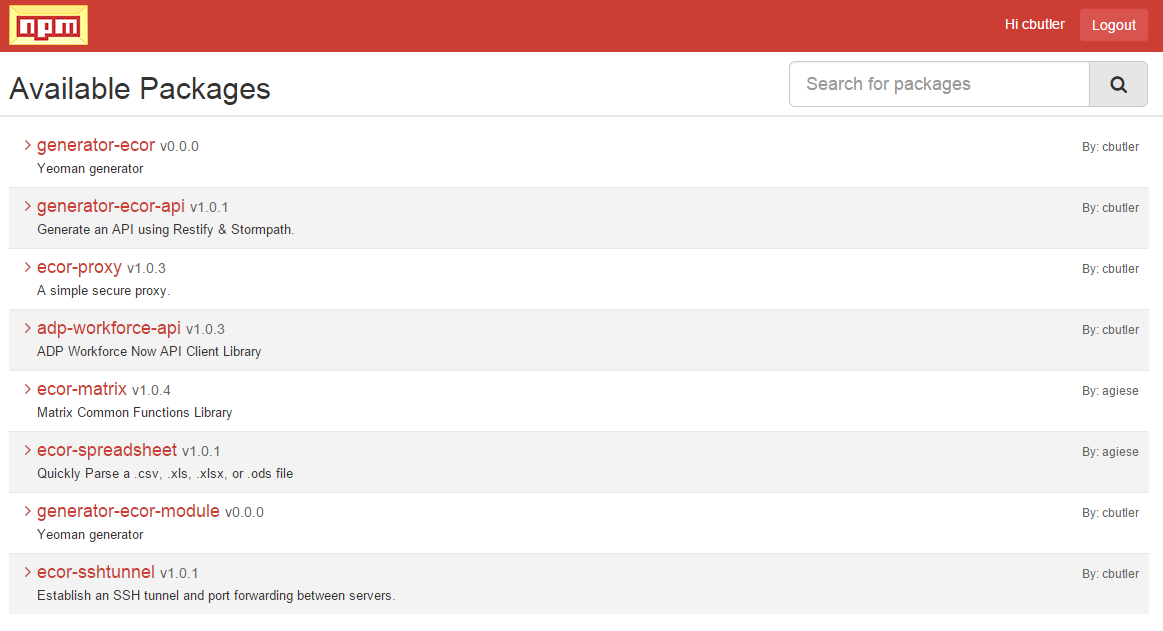 npm
Hi cbutler
Logout
Available Packages
Search for packages
generator-ecor v0.0.0
By: cbutler
Yeoman generator
generator-ecor-api v1.0.1
By: cbutler
Generate an API using Restify & Stormpath.
ecor-proxy v1.0.3
By: cbutler
A simple secure proxy.
adp-workforce-api v1.0.3
By: cbutler
ADP Workforce Now API Client Library
ecor-matrix v1.0.4
By: agiese
Matrix Common Functions Library
ecor-spreadsheet v1.0.1
By: agiese
Quickly Parse a .csv, .xls, .xlsx, or .ods file
generator-ecor-module v0.0.0
By: cbutler
Yeoman generator
ecor-sshtunnel v1.0.1
By: cbutler
Establish an SSH tunnel and port forwarding between servers.